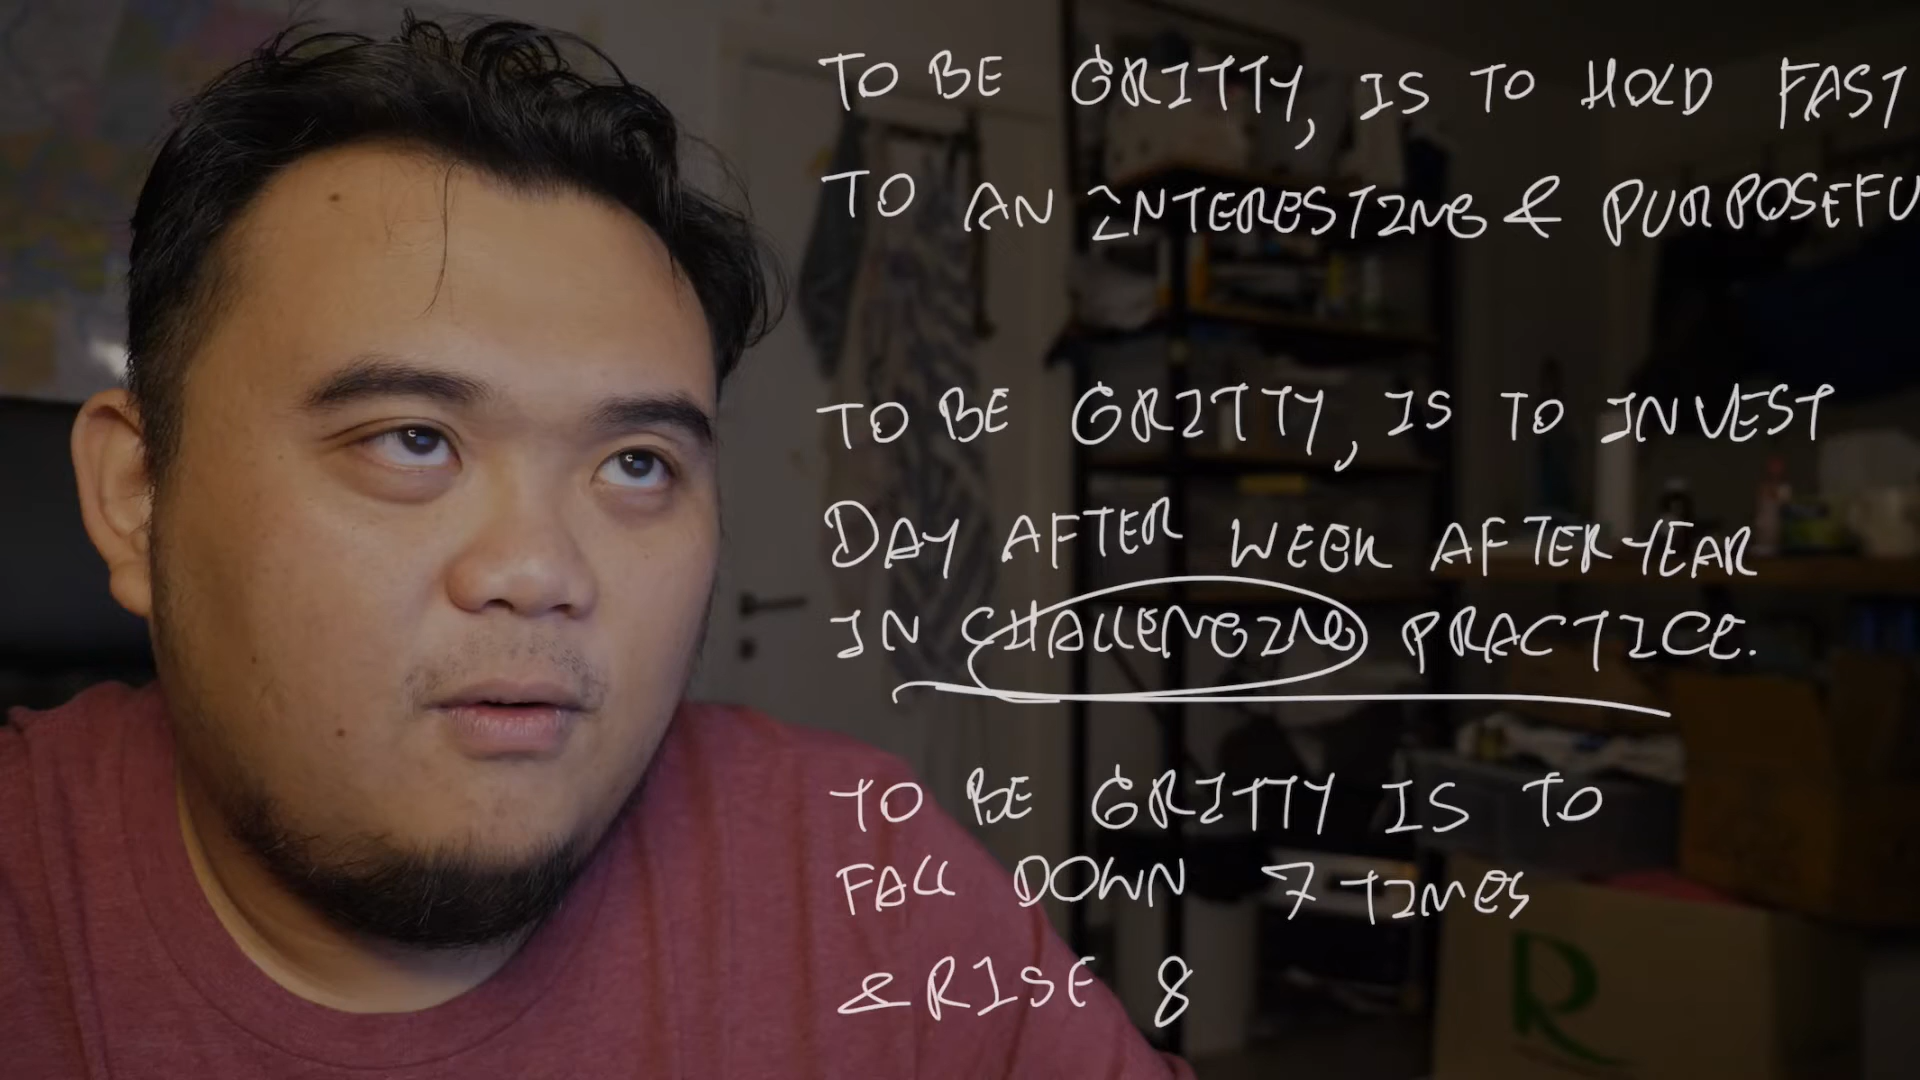 TO BE GRITTY, IS TO HOLD FAST
TO AN INTERESTING & PURPOSEFU
TO BE GRITTY, IS TO INVEST
DAY AFTER WEEK AFTER YEAR
IN CHALLENGING PRACTICE.
TO BE GRITTY IS TO
FALL DOWN 7 TIMES
& RISE 8
R